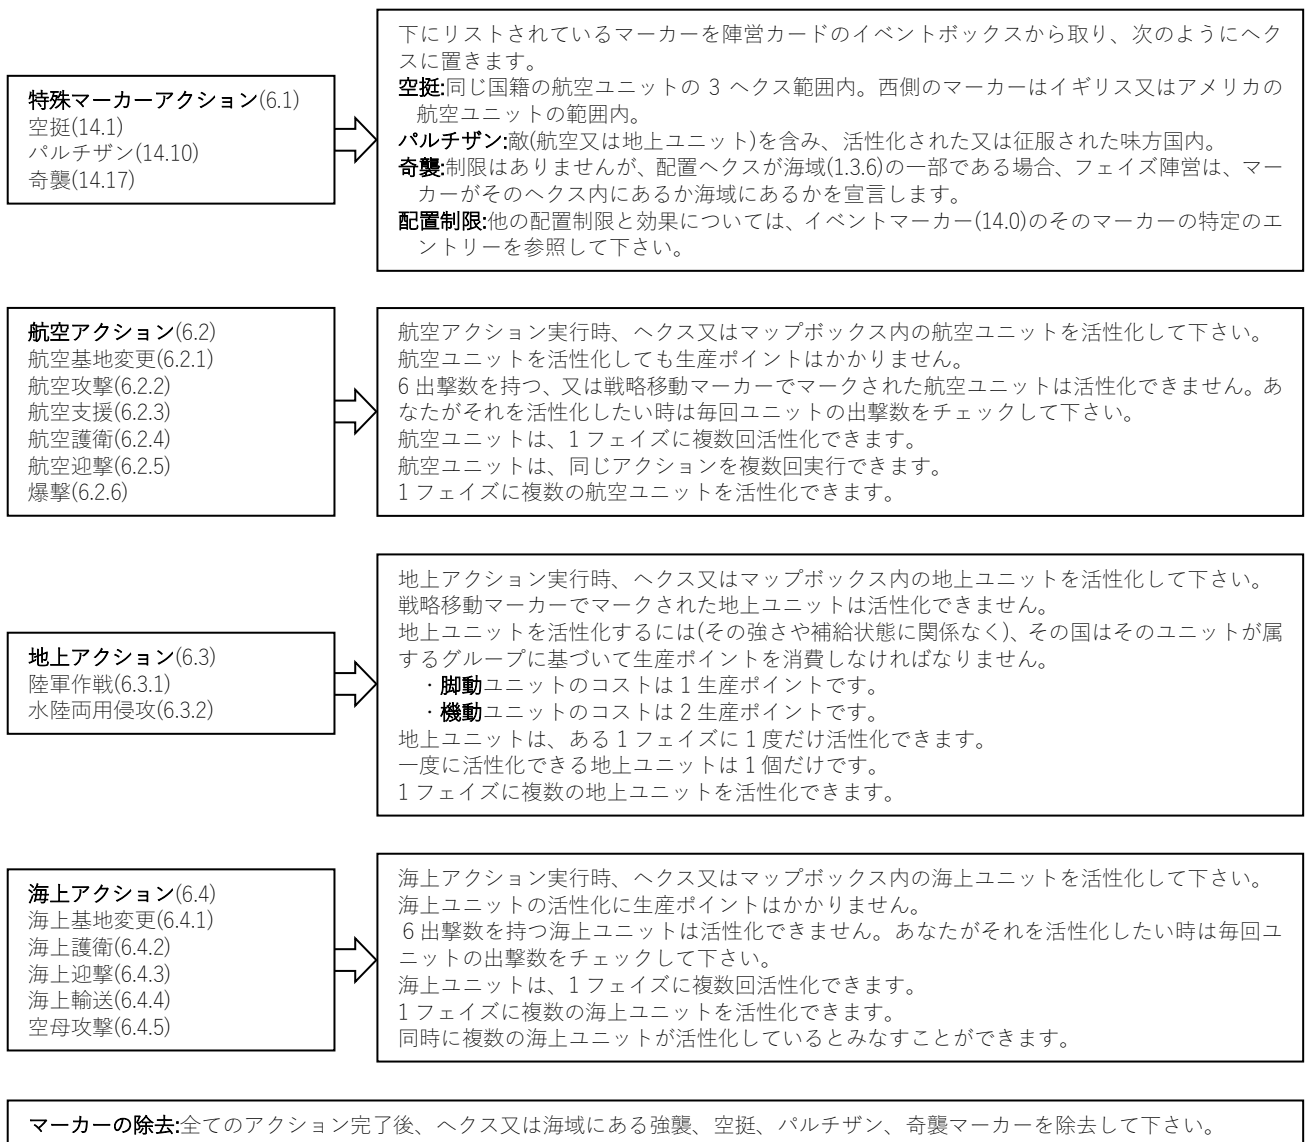 特殊マーカーアクション(6.1)
空挺(14.1)
パルチザン(14.10)
奇襲(14.17)
下にリストされているマーカーを陣営カードのイベントボックスから取り、次のようにヘク
スに置きます。
空挺:同じ国籍の航空ユニットの 3 ヘクス範囲内。西側のマーカーはイギリス又はアメリカの
航空ユニットの範囲内。
パルチザン:敵(航空又は地上ユニット)を含み、活性化された又は征服された味方国内。
奇襲:制限はありませんが、配置ヘクスが海域(1.3.6)の一部である場合、フェイズ陣営は、マー
カーがそのヘクス内にあるか海域にあるかを宣言します。
配置制限:他の配置制限と効果については、イベントマーカー(14.0)のそのマーカーの特定のエ
ントリーを参照して下さい。
航空アクション(6.2)
航空基地変更(6.2.1)
航空攻撃(6.2.2)
航空支援(6.2.3)
航空護衛(6.2.4)
航空迎撃(6.2.5)
爆撃(6.2.6)
航空アクション実行時、ヘクス又はマップボックス内の航空ユニットを活性化して下さい。
航空ユニットを活性化しても生産ポイントはかかりません。
6 出撃数を持つ、又は戦略移動マーカーでマークされた航空ユニットは活性化できません。あ
なたがそれを活性化したい時は毎回ユニットの出撃数をチェックして下さい。
航空ユニットは、1 フェイズに複数回活性化できます。
航空ユニットは、同じアクションを複数回実行できます。
1 フェイズに複数の航空ユニットを活性化できます。
地上アクション(6.3)
陸軍作戦(6.3.1)
水陸両用侵攻(6.3.2)
地上アクション実行時、ヘクス又はマップボックス内の地上ユニットを活性化して下さい。
戦略移動マーカーでマークされた地上ユニットは活性化できません。
地上ユニットを活性化するには(その強さや補給状態に関係なく)、その国はそのユニットが属
するグループに基づいて生産ポイントを消費しなければなりません。
・脚動ユニットのコストは 1 生産ポイントです。
・機動ユニットのコストは 2 生産ポイントです。
地上ユニットは、ある 1 フェイズに 1 度だけ活性化できます。
一度に活性化できる地上ユニットは 1 個だけです。
1 フェイズに複数の地上ユニットを活性化できます。
海上アクション(6.4)
海上基地変更(6.4.1)
海上護衛(6.4.2)
海上迎撃(6.4.3)
海上輸送(6.4.4)
空母攻撃(6.4.5)
海上アクション実行時、ヘクス又はマップボックス内の海上ユニットを活性化して下さい。
海上ユニットの活性化に生産ポイントはかかりません。
6 出撃数を持つ海上ユニットは活性化できません。あなたがそれを活性化したい時は毎回ユ
ニットの出撃数をチェックして下さい。
海上ユニットは、1 フェイズに複数回活性化できます。
1 フェイズに複数の海上ユニットを活性化できます。
同時に複数の海上ユニットが活性化しているとみなすことができます。
マーカーの除去:全てのアクション完了後、ヘクス又は海域にある強襲、空挺、パルチザン、奇襲マーカーを除去して下さい。